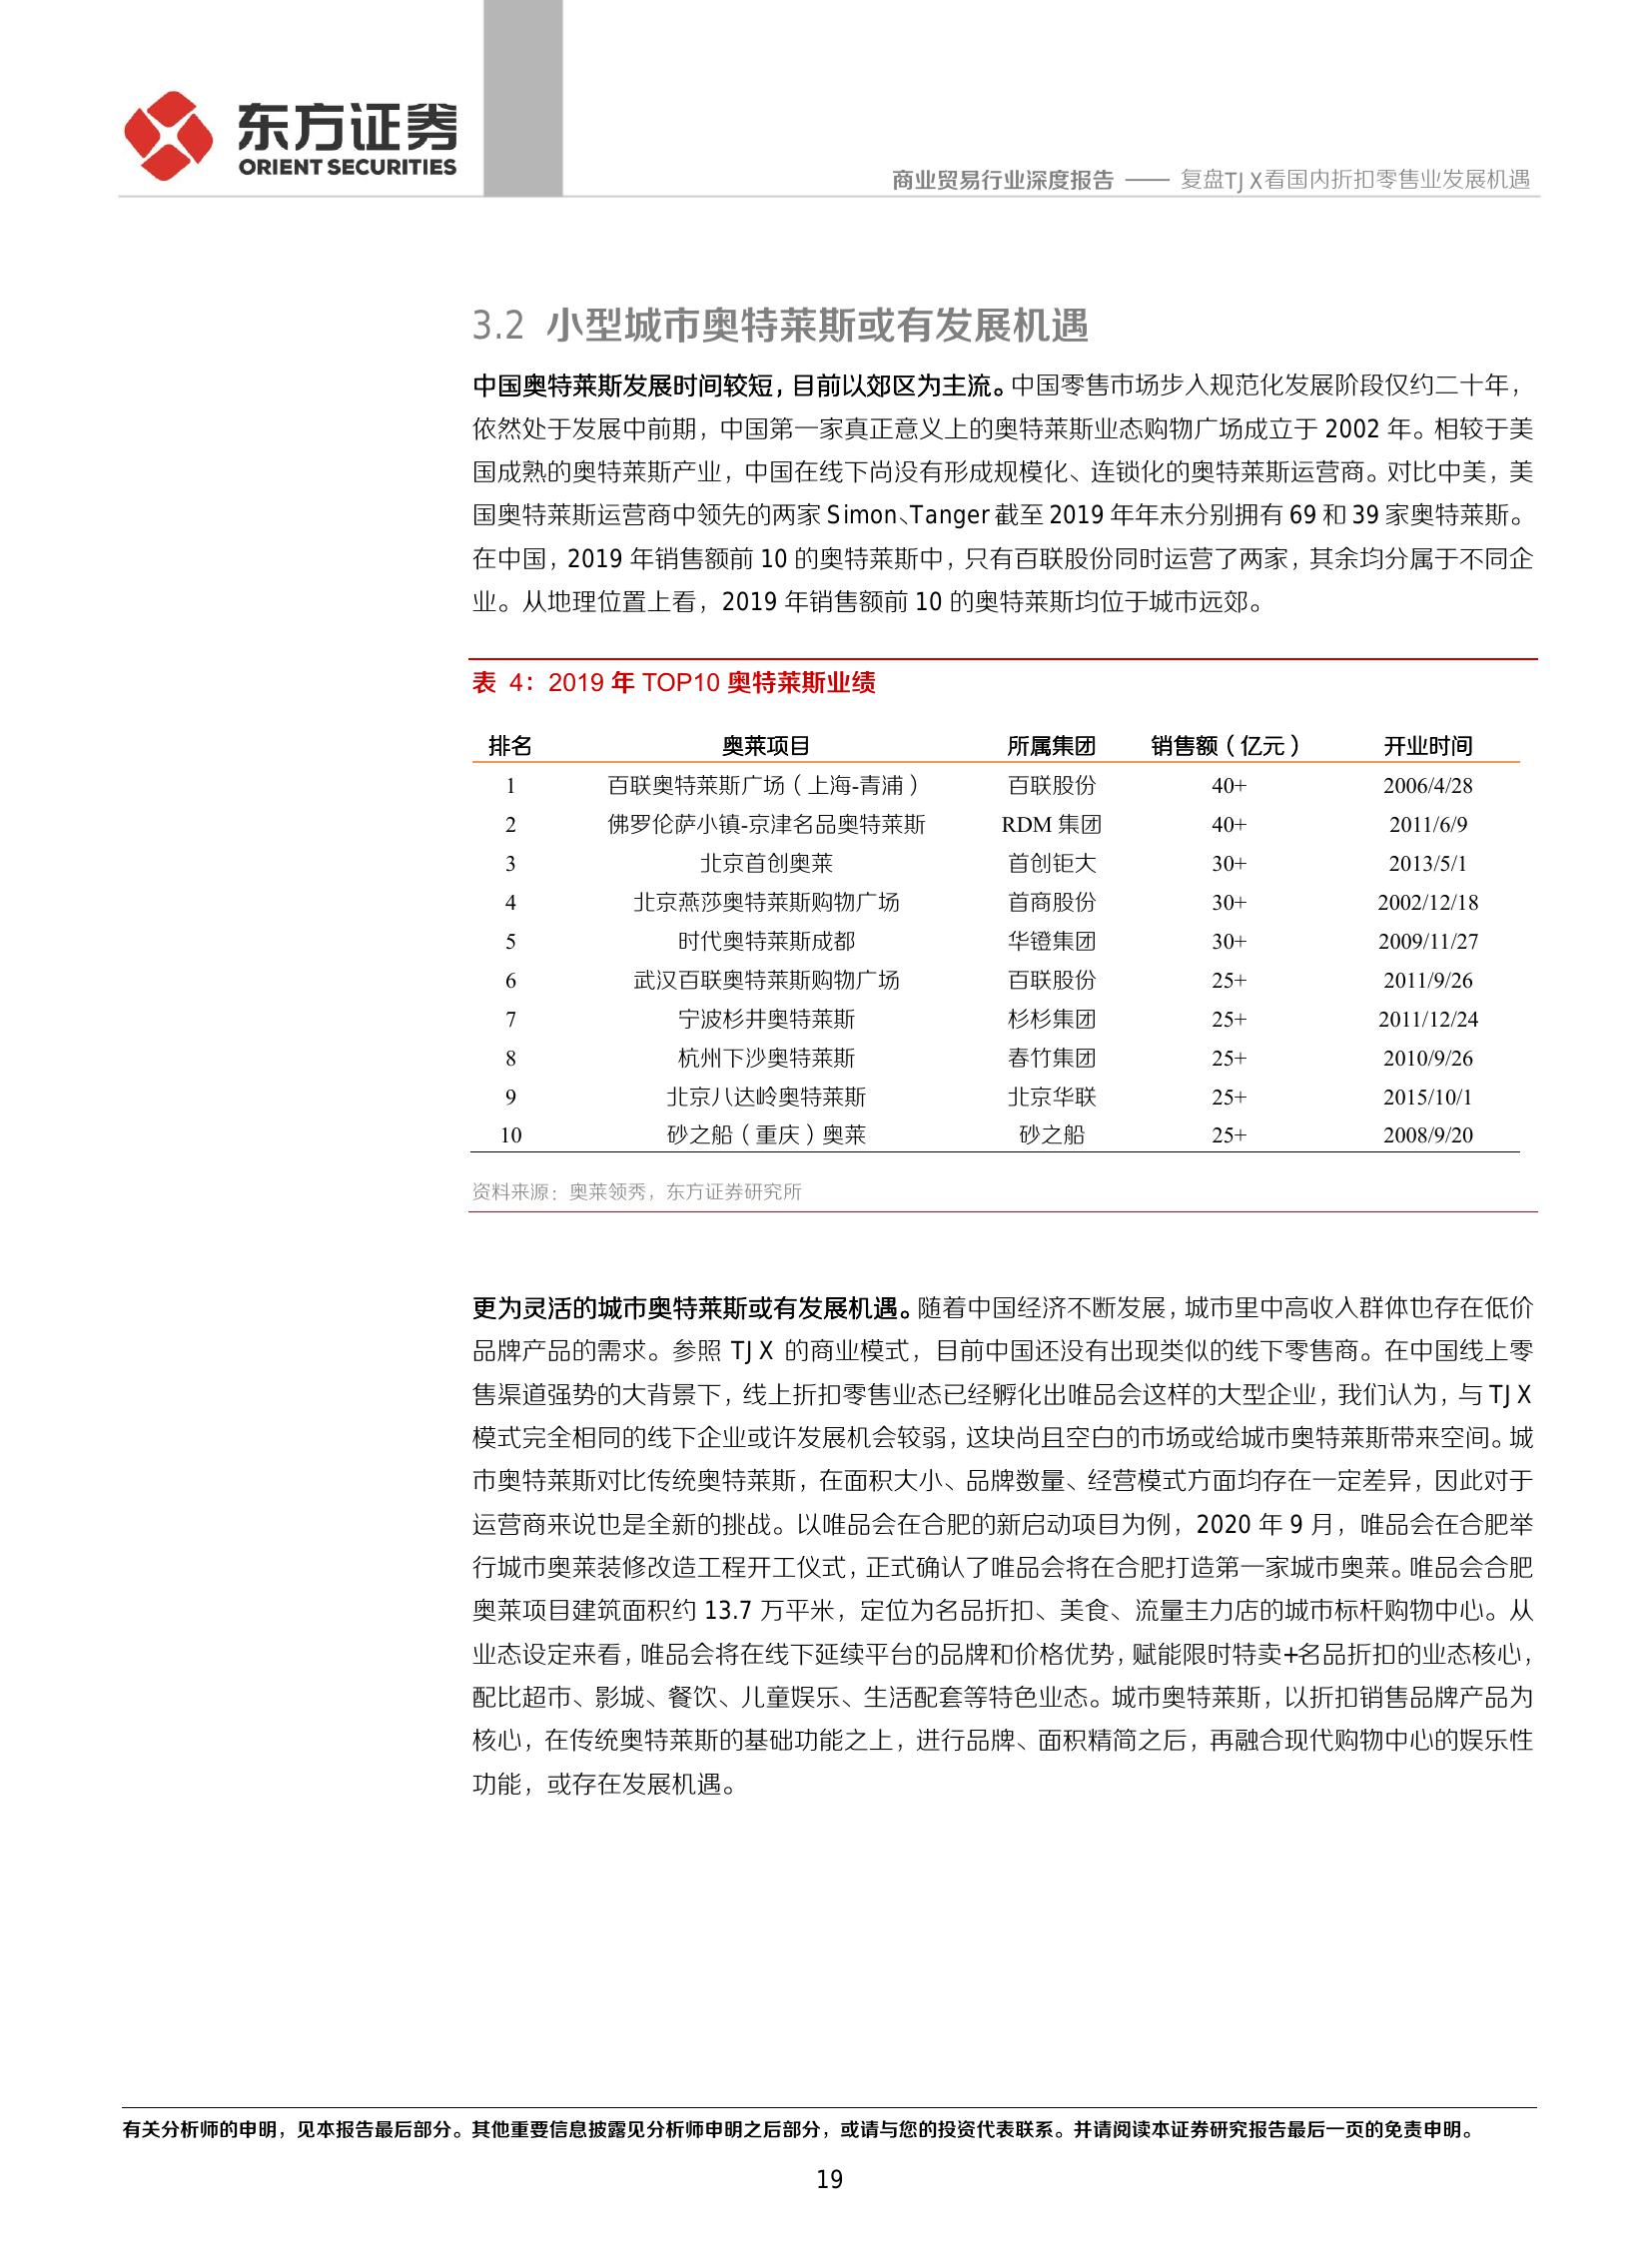 东方证券
ORIENT SECURITIES
商业贸易行业深度报告 —— 复盘TJX看国内折扣零售业发展机遇
3.2 小型城市奥特莱斯或有发展机遇
中国奥特莱斯发展时间较短，目前以郊区为主流。中国零售市场步入规范化发展阶段仅约二十年，
依然处于发展中前期，中国第一家真正意义上的奥特莱斯业态购物广场成立于 2002 年。相较于美
国成熟的奥特莱斯产业，中国在线下尚没有形成规模化、连锁化的奥特莱斯运营商。对比中美，美
国奥特莱斯运营商中领先的两家 Simon、Tanger 截至 2019 年年末分别拥有 69 和 39 家奥特莱斯。
在中国，2019 年销售额前 10 的奥特莱斯中，只有百联股份同时运营了两家，其余均分属于不同企
业。从地理位置上看，2019 年销售额前 10 的奥特莱斯均位于城市远郊。
表 4：2019 年 TOP10 奥特莱斯业绩
排名 奥莱项目 所属集团 销售额（亿元） 开业时间
1 百联奥特莱斯广场（上海-青浦） 百联股份 40+ 2006/4/28
2 佛罗伦萨小镇-京津名品奥特莱斯 RDM 集团 40+ 2011/6/9
3 北京首创奥莱 首创钜大 30+ 2013/5/1
4 北京燕莎奥特莱斯购物广场 首商股份 30+ 2002/12/18
5 时代奥特莱斯成都 华镫集团 30+ 2009/11/27
6 武汉百联奥特莱斯购物广场 百联股份 25+ 2011/9/26
7 宁波杉井奥特莱斯 杉杉集团 25+ 2011/12/24
8 杭州下沙奥特莱斯 春竹集团 25+ 2010/9/26
9 北京八达岭奥特莱斯 北京华联 25+ 2015/10/1
10 砂之船（重庆）奥莱 砂之船 25+ 2008/9/20
资料来源：奥莱领秀，东方证券研究所
更为灵活的城市奥特莱斯或有发展机遇。随着中国经济不断发展，城市里中高收入群体也存在低价
品牌产品的需求。参照 TJX 的商业模式，目前中国还没有出现类似的线下零售商。在中国线上零
售渠道强势的大背景下，线上折扣零售业态已经孵化出唯品会这样的大型企业，我们认为，与 TJX
模式完全相同的线下企业或许发展机会较弱，这块尚且空白的市场或给城市奥特莱斯带来空间。城
市奥特莱斯对比传统奥特莱斯，在面积大小、品牌数量、经营模式方面均存在一定差异，因此对于
运营商来说也是全新的挑战。以唯品会在合肥的新启动项目为例，2020 年 9 月，唯品会在合肥举
行城市奥莱装修改造工程开工仪式，正式确认了唯品会将在合肥打造第一家城市奥莱。唯品会合肥
奥莱项目建筑面积约 13.7 万平米，定位为名品折扣、美食、流量主力店的城市标杆购物中心。从
业态设定来看，唯品会将在线下延续平台的品牌和价格优势，赋能限时特卖+名品折扣的业态核心，
配比超市、影城、餐饮、儿童娱乐、生活配套等特色业态。城市奥特莱斯，以折扣销售品牌产品为
核心，在传统奥特莱斯的基础功能之上，进行品牌、面积精简之后，再融合现代购物中心的娱乐性
功能，或存在发展机遇。
有关分析师的申明，见本报告最后部分。其他重要信息披露见分析师申明之后部分，或请与您的投资代表联系。并请阅读本证券研究报告最后一页的免责申明。
19